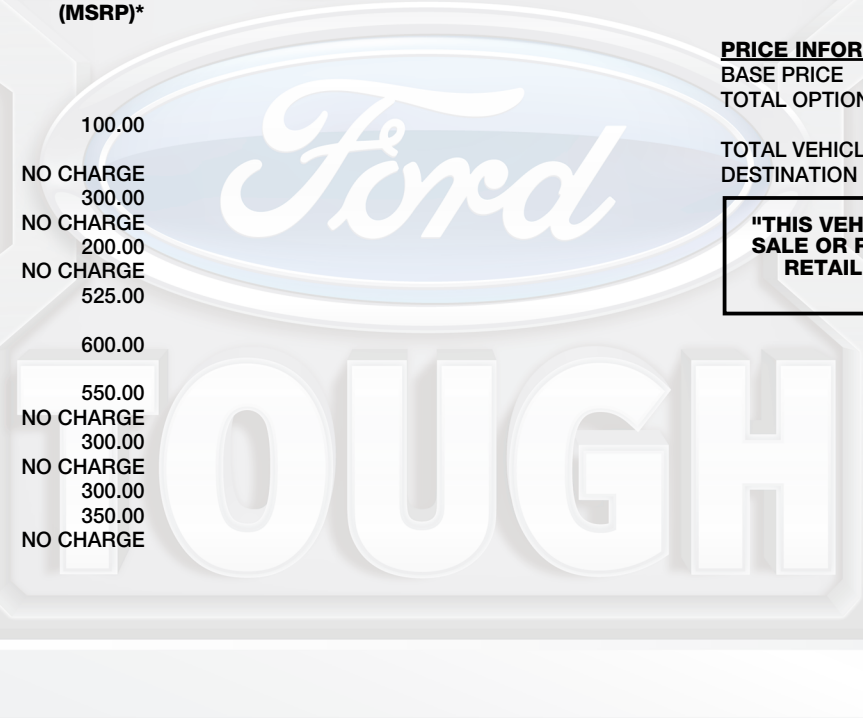 (MSRP)*
100.00
NO CHARGE
300.00
NO CHARGE
200.00
NO CHARGE
525.00
600.00
550.00
NO CHARGE
300.00
NO CHARGE
300.00
350.00
NO CHARGE
PRICE INFOR
BASE PRICE
TOTAL OPTION
TOTAL VEHICL
DESTINATION
"THIS VEH
SALE OR F
RETAIL
Ford
TOUGH